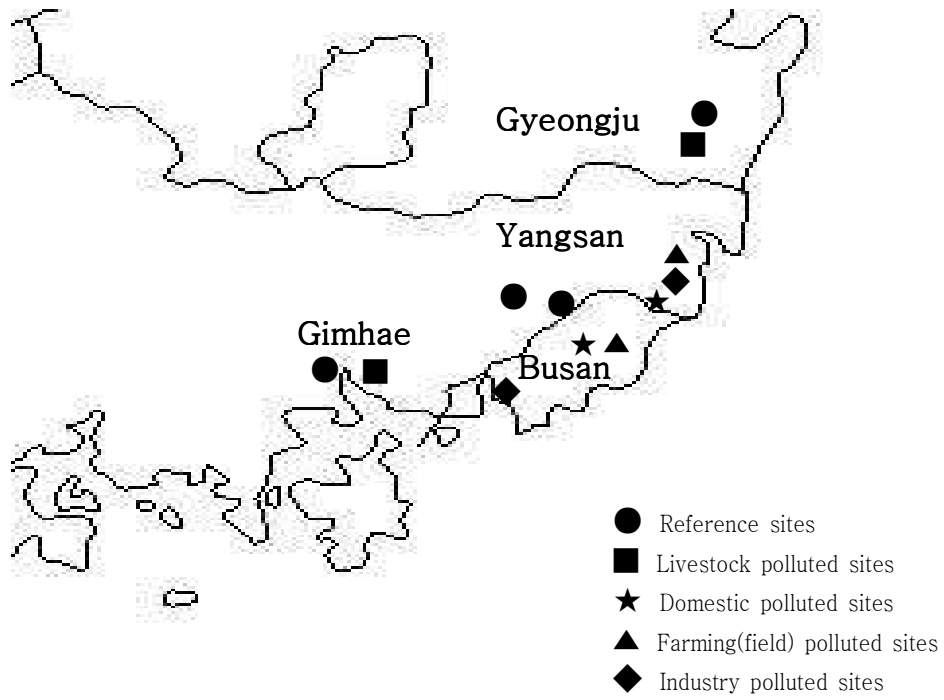 Gyeongju
Yangsan
Gimhae
Busan
Reference sites
Livestock polluted sites
Domestic polluted sites
Farming(field) polluted sites
Industry polluted sites